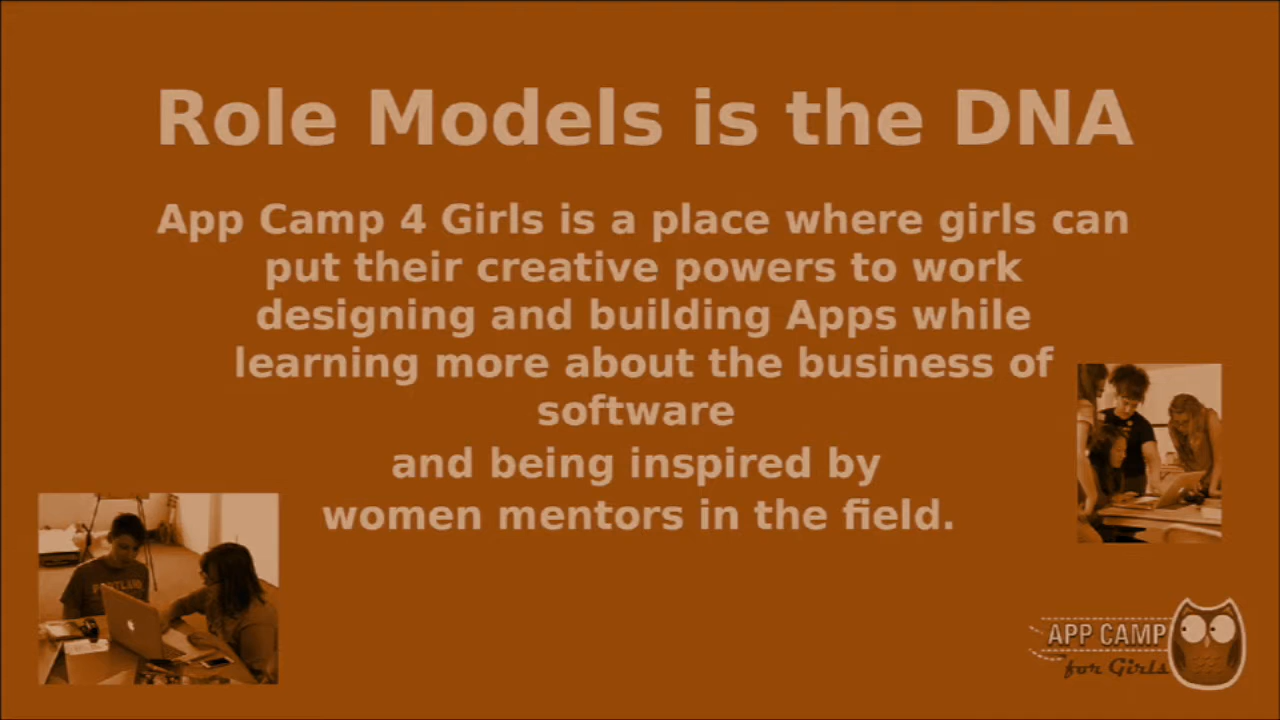 Role Models is the DNA
App Camp 4 Girls is a place where girls can
put their creative powers to work
designing and building Apps while
learning more about the business of
software
and being inspired by
women mentors in the field.
PORTLAND
APP CAMP
for Girls